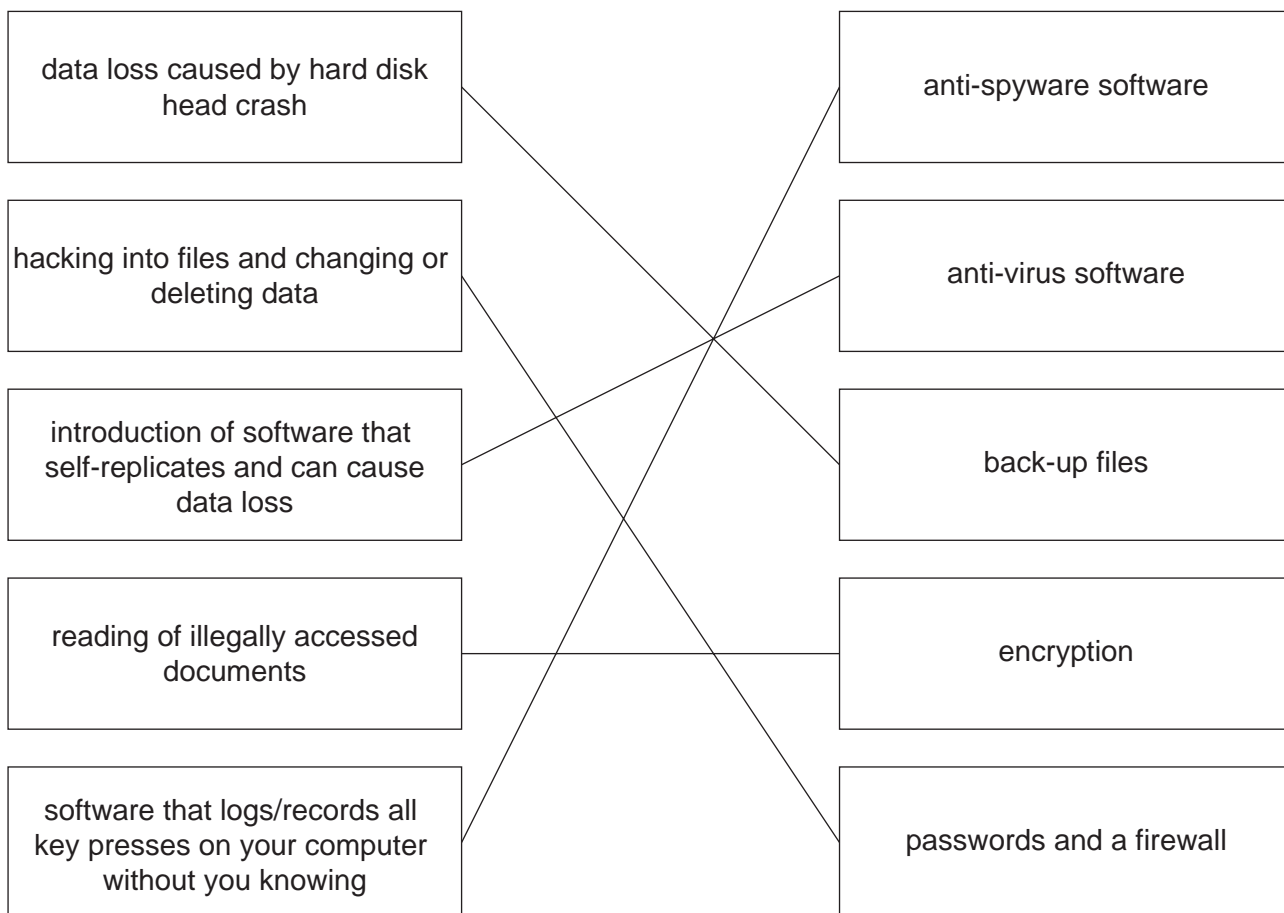 data loss caused by hard disk
head crash
anti-spyware software
hacking into files and changing or
deleting data
anti-virus software
introduction of software that
self-replicates and can cause
data loss
back-up files
reading of illegally accessed
documents
encryption
software that logs/records all
key presses on your computer
without you knowing
passwords and a firewall